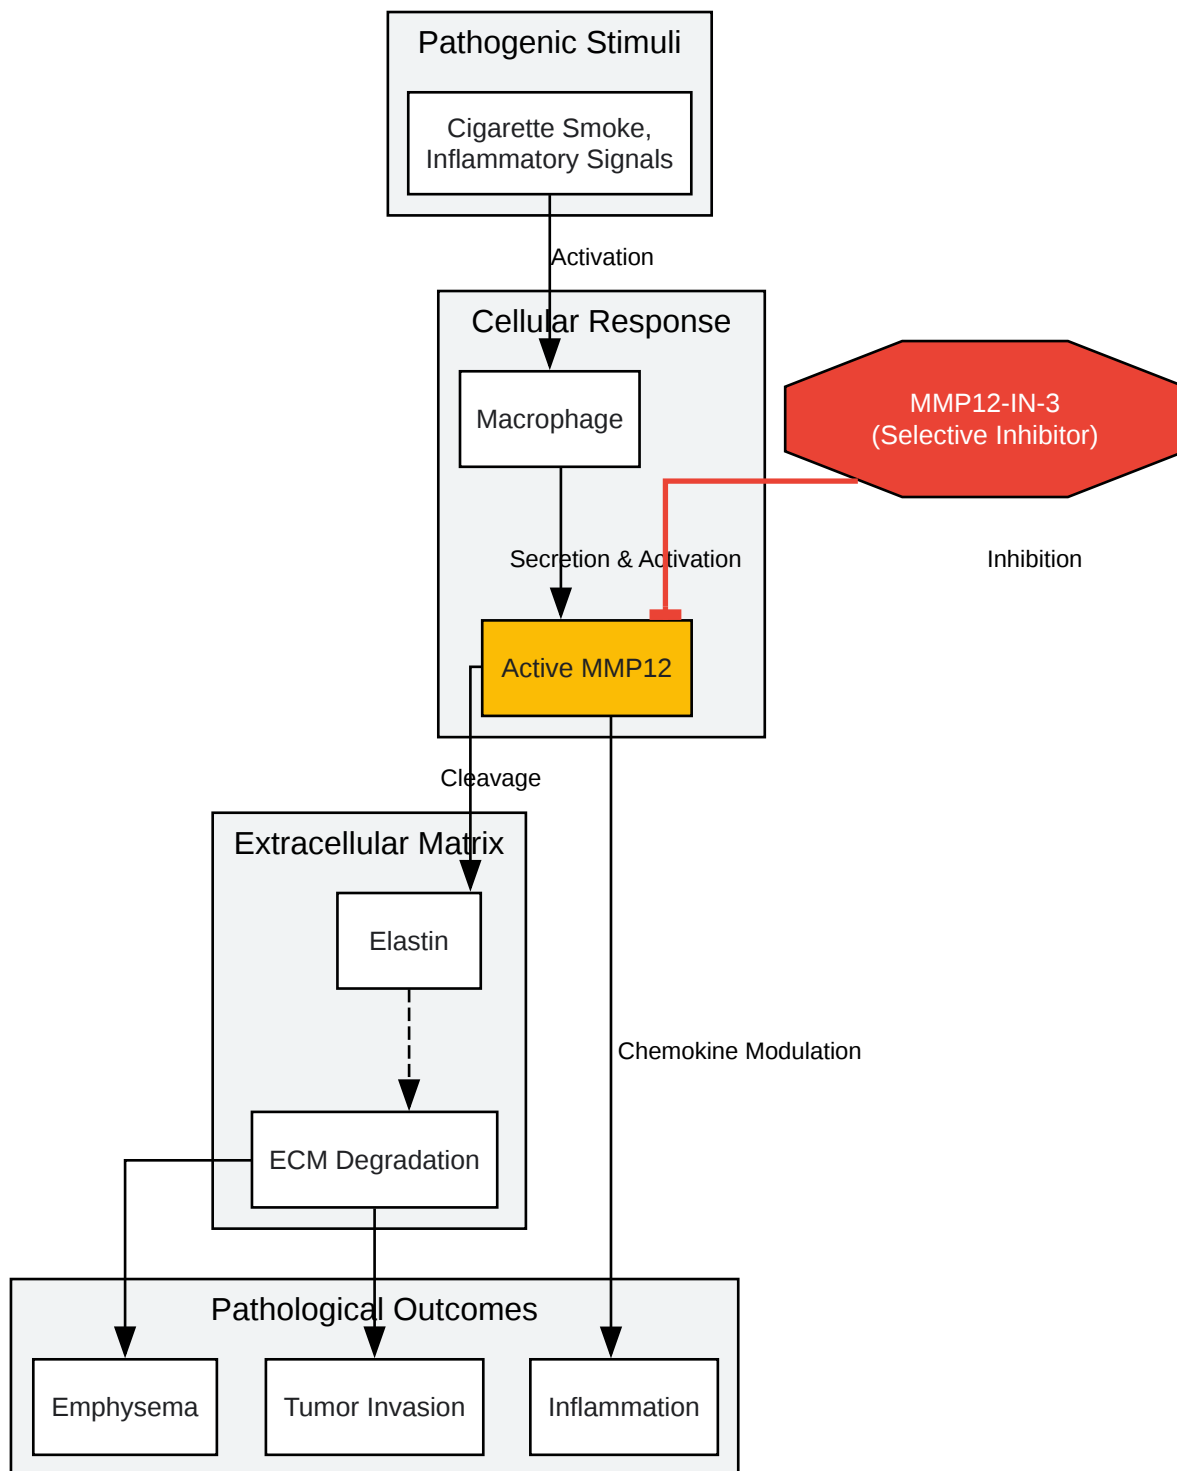 Pathogenic Stimuli
Cigarette Smoke,
Inflammatory Signals
Activation
Cellular Response
Macrophage
MMP12-IN-3
(Selective Inhibitor)
Secretion & Activation
Inhibition
Active MMP12
Cleavage
Extracellular Matrix
Elastin
Chemokine Modulation
ECM Degradation
Pathological Outcomes
Emphysema
Tumor Invasion
Inflammation